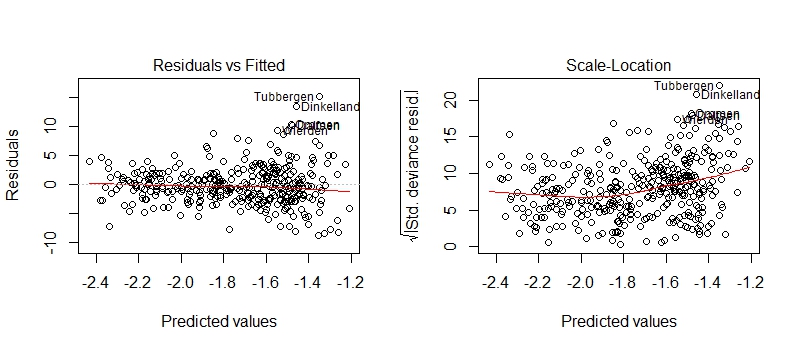 Residuals vs Fitted
Residuals
10
5
0
-10
Tubbergen
Dinkelland
Wierden
-2.4 -2.2 -2.0 -1.8 -1.6 -1.4 -1.2
Predicted values
Scale-Location
√|Std. deviance resid.|
20
15
10
5
0
Tubbergen
Dinkelland
-2.4 -2.2 -2.0 -1.8 -1.6 -1.4 -1.2
Predicted values